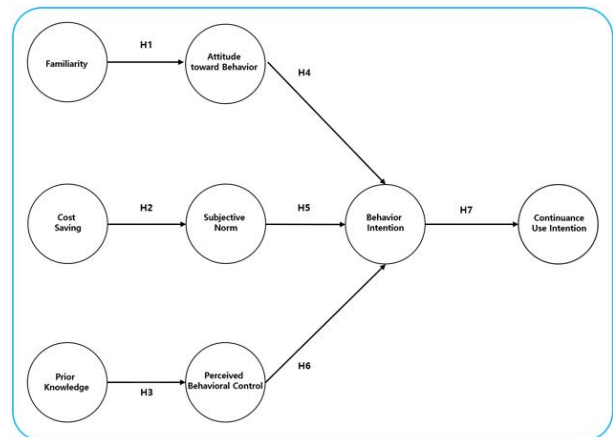 H1
Familiarity
Attitude
toward Behavior
H4
Cost
Saving
H2
Subjective
Norm
H5
Behavior
Intention
H7
Continuance
Use Intention
Prior
Knowledge
H3
Perceived
Behavioral Control
H6